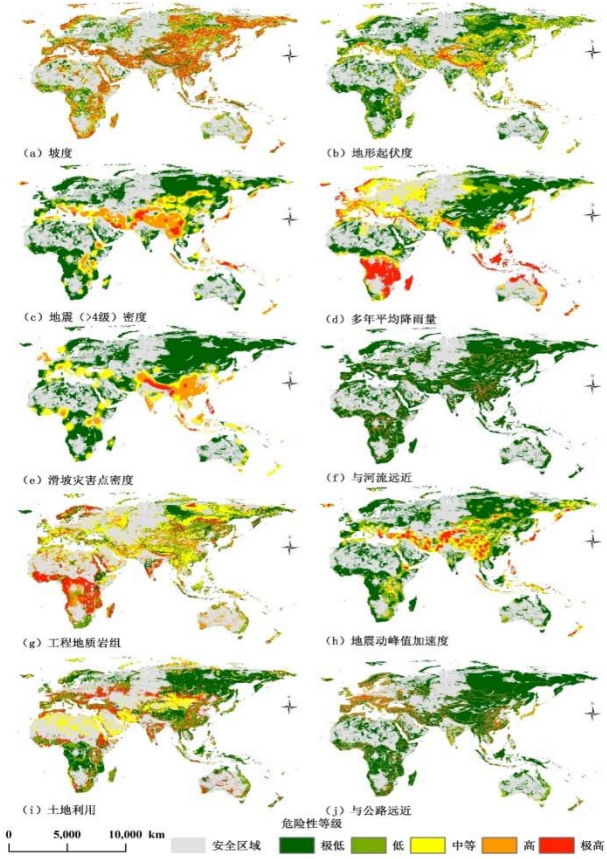 (a) 坡度
(b) 地形起伏度
(c) 地震（>4级）密度
(d) 多年平均降雨量
(e) 滑坡灾害点密度
(f) 与河流远近
(g) 工程地质岩组
(h) 地震动峰值加速度
(i) 土地利用
(j) 与公路远近
危险性等级
0 5,000 10,000 km
安全区域 极低 低 中等 高 极高